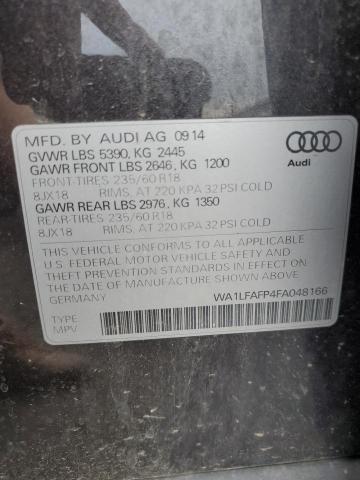 MFD. BY AUDI AG 09 14
GVWR LBS 5390, KG 2445
GAWR FRONT LBS 2646, KG 1200
FRONT-TIRES 235/60 R18
8JX18 RIMS, AT 220 KPA 32 PSI COLD
GAWR REAR LBS 2976, KG 1350
REAR-TIRES 235/60 R18
8JX18 RIMS, AT 220 KPA 32 PSI COLD
THIS VEHICLE CONFORMS TO ALL APPLICABLE
U.S. FEDERAL MOTOR VEHICLE SAFETY AND
THEFT PREVENTION STANDARDS IN EFFECT ON THE
DATE OF MANUFACTURE SHOWN ABOVE. MADE IN
GERMANY
WA1LFAFP4FA048166
TYPE
MPV
Audi